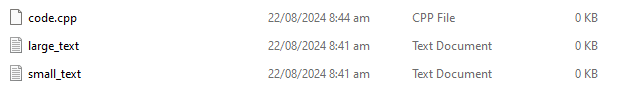 code.cpp 22/08/2024 8:44 am CPP File 0 KB
large_text 22/08/2024 8:41 am Text Document 0 KB
small_text 22/08/2024 8:41 am Text Document 0 KB